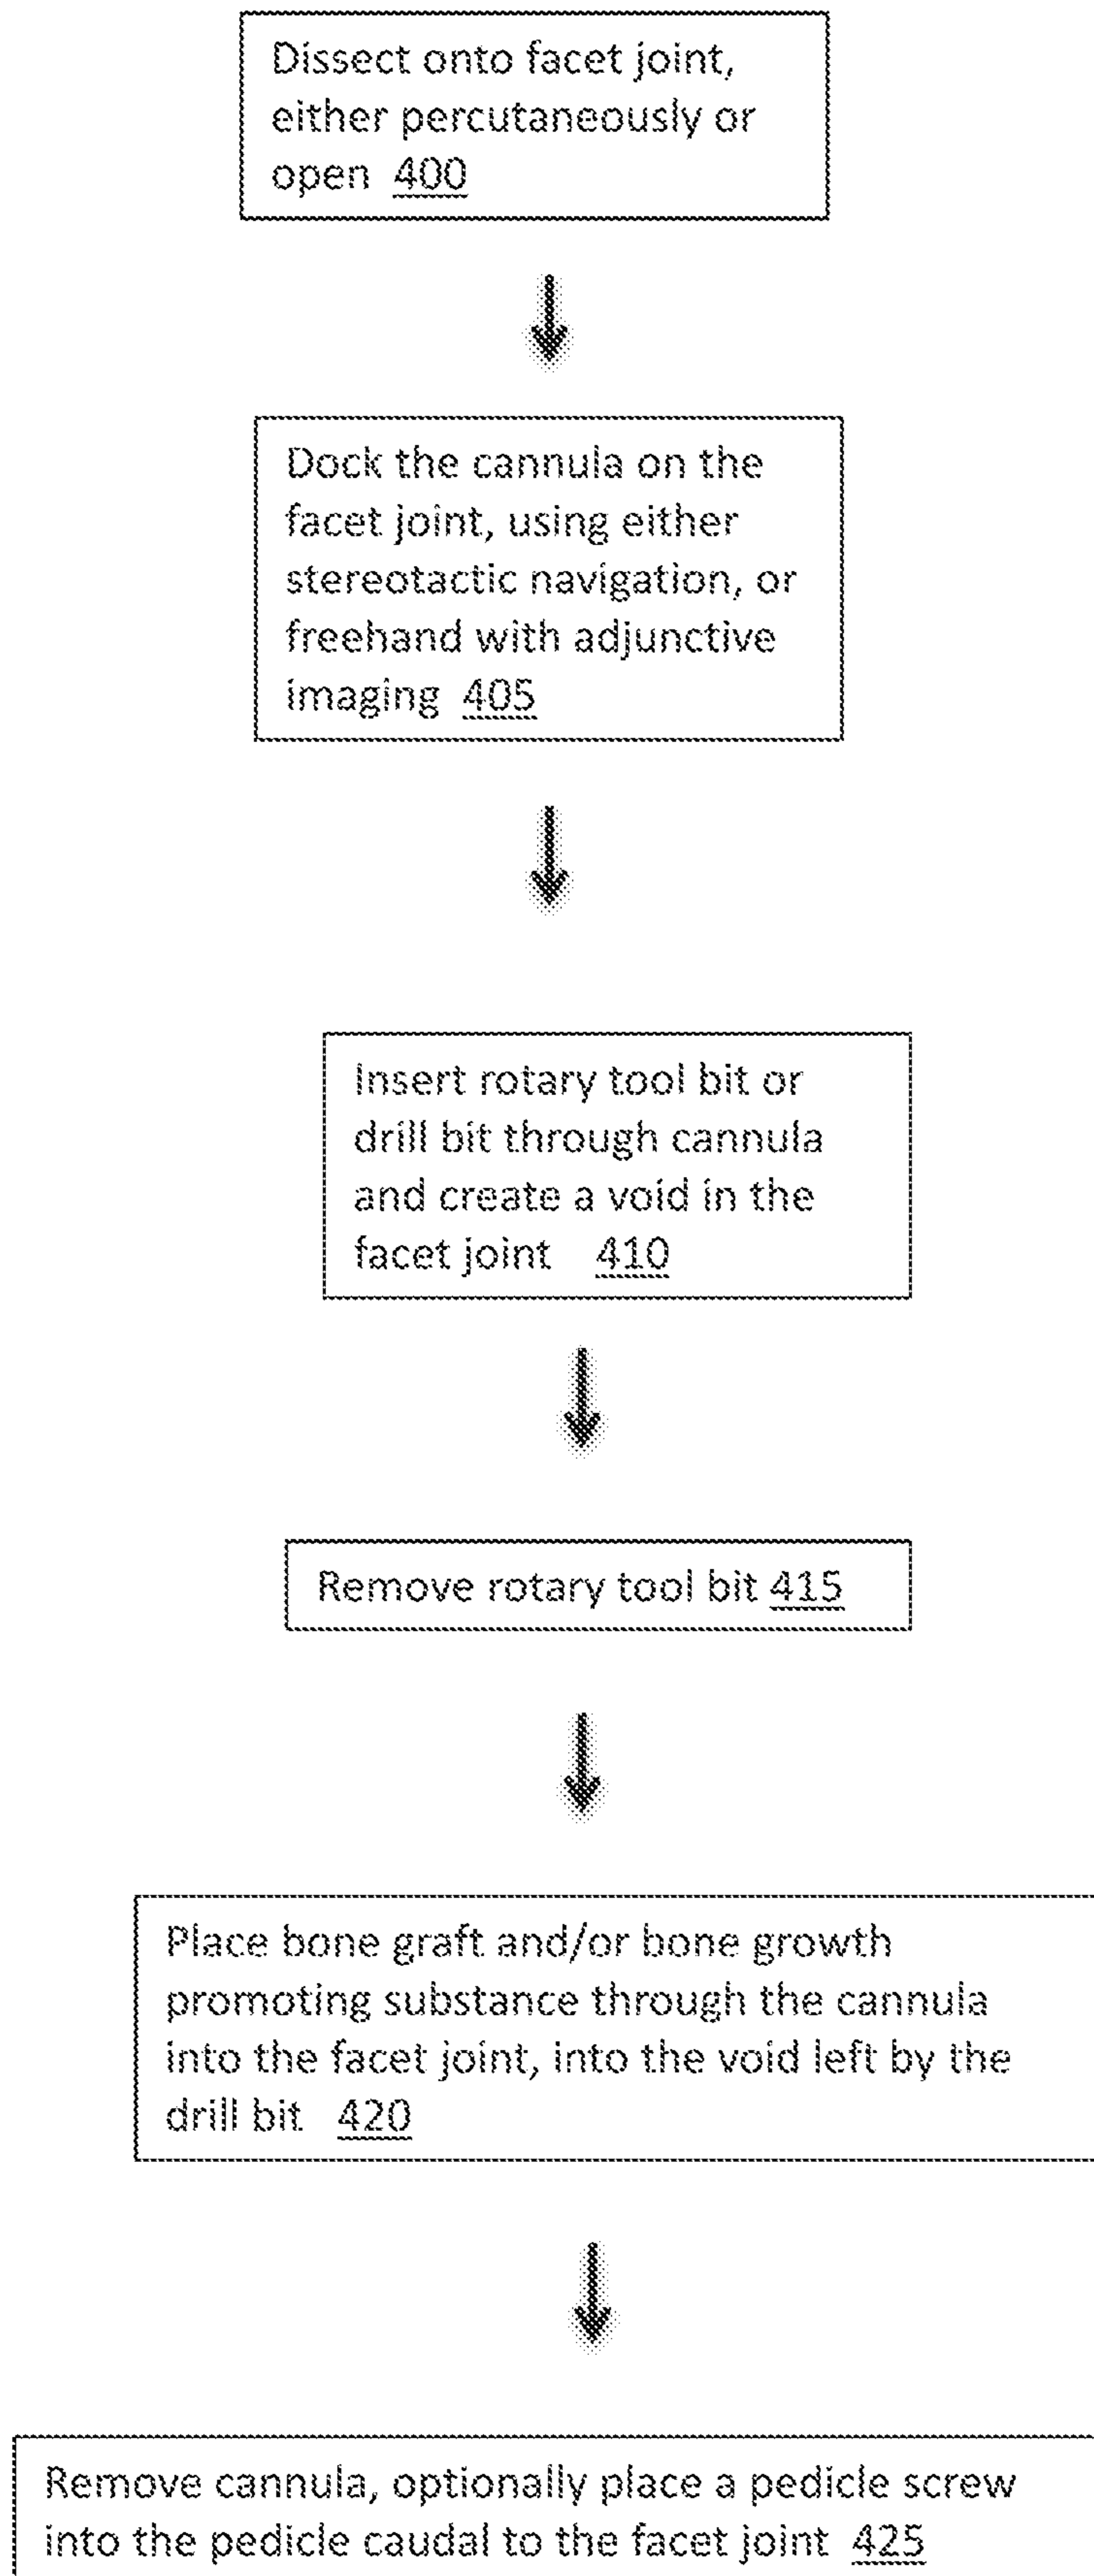 Dissect onto facet joint,
either percutaneously or
open 400
Dock the cannula on the
facet joint, using either
stereotactic navigation, or
freehand with adjunctive
imaging 405
Insert rotary tool bit or
drill bit through cannula
and create a void in the
facet joint 410
Remove rotary tool bit 415
Place bone graft and/or bone growth
promoting substance through the cannula
into the facet joint, into the void left by the
drill bit 420
Remove cannula, optionally place a pedicle screw
into the pedicle caudal to the facet joint 425